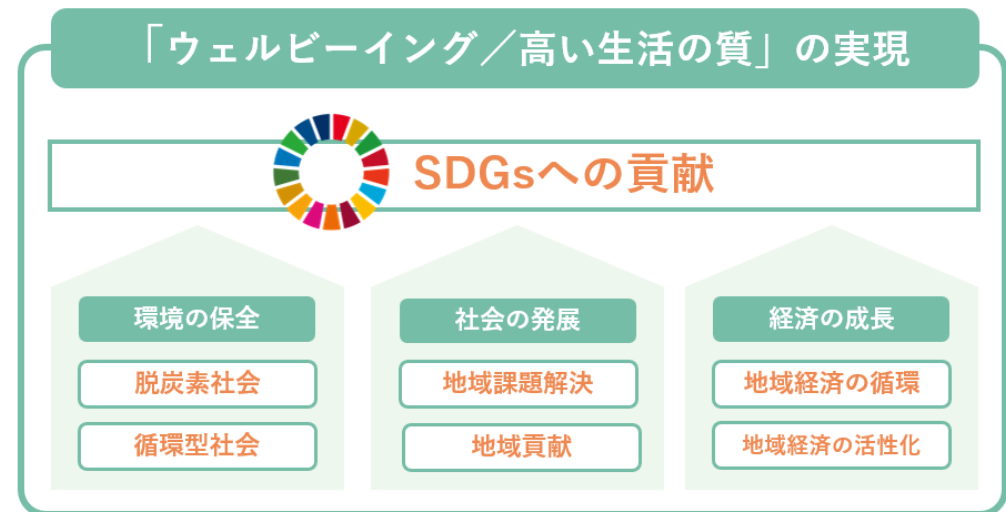 「ウェルビーイング／高い生活の質」の実現
SDGsへの貢献
環境の保全
脱炭素社会
循環型社会
社会の発展
地域課題解決
地域貢献
経済の成長
地域経済の循環
地域経済の活性化